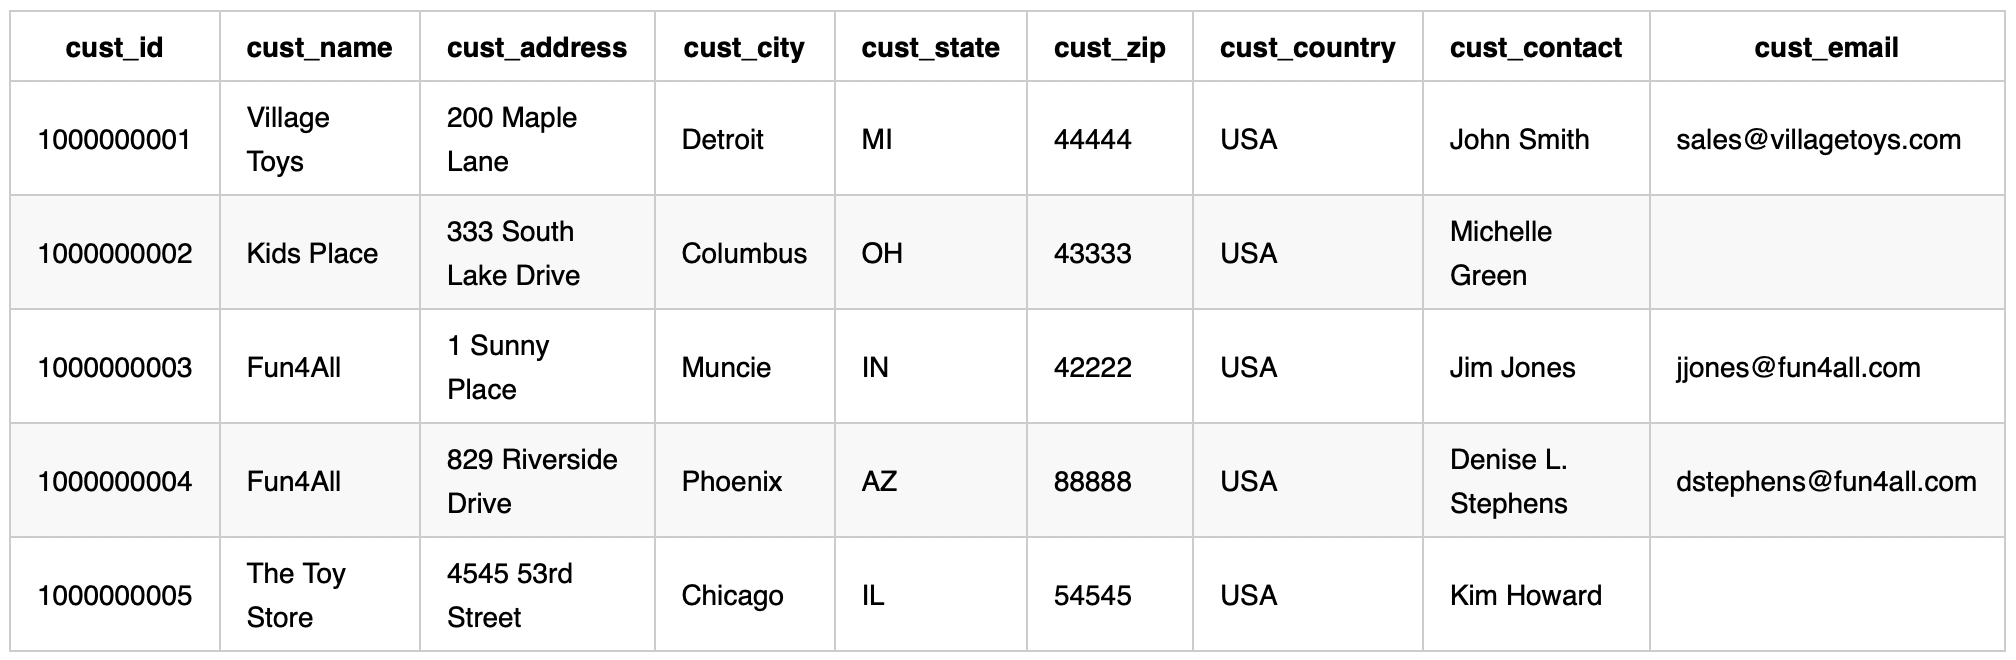 cust_id cust_name cust_address cust_city cust_state cust_zip cust_country cust_contact cust_email
1000000001 Village Toys 200 Maple Lane Detroit MI 44444 USA John Smith sales@villagetoys.com
1000000002 Kids Place 333 South Lake Drive Columbus OH 43333 USA Michelle Green
1000000003 Fun4All 1 Sunny Place Muncie IN 42222 USA Jim Jones jjones@fun4all.com
1000000004 Fun4All 829 Riverside Drive Phoenix AZ 88888 USA Denise L. Stephens dstephens@fun4all.com
1000000005 The Toy Store 4545 53rd Street Chicago IL 54545 USA Kim Howard